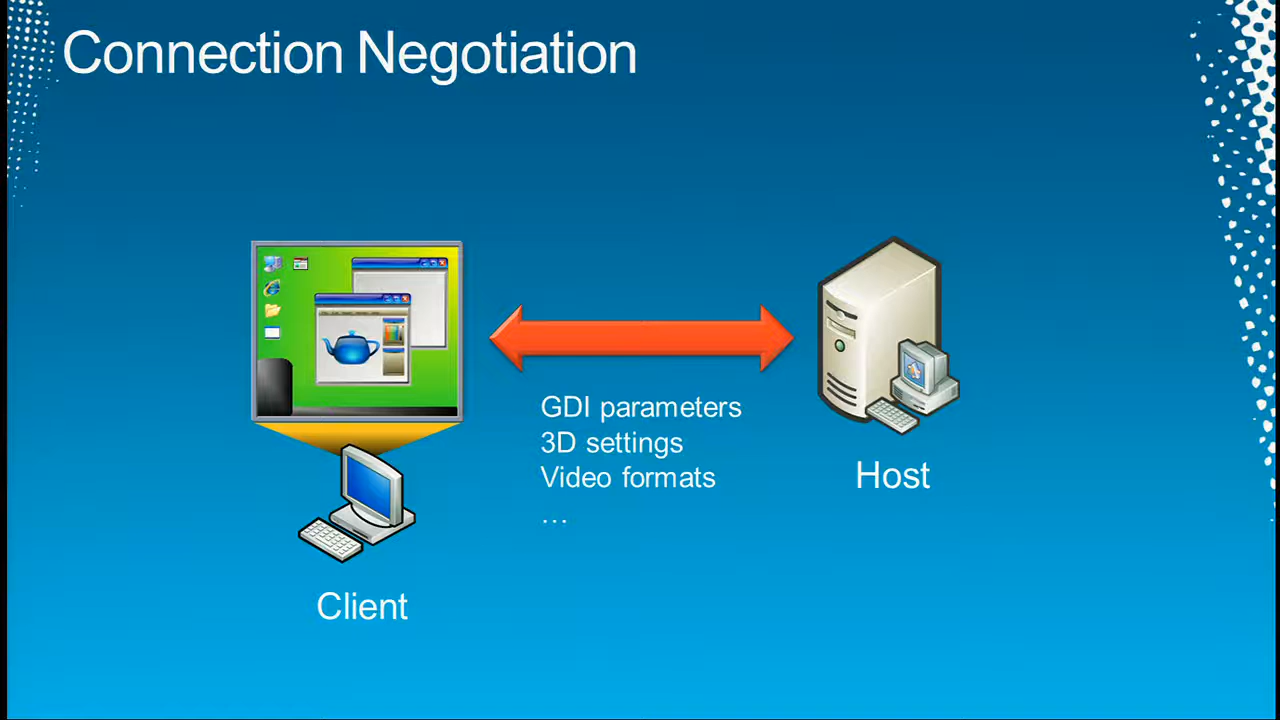 Connection Negotiation
GDI parameters
3D settings
Video formats
…
Host
Client